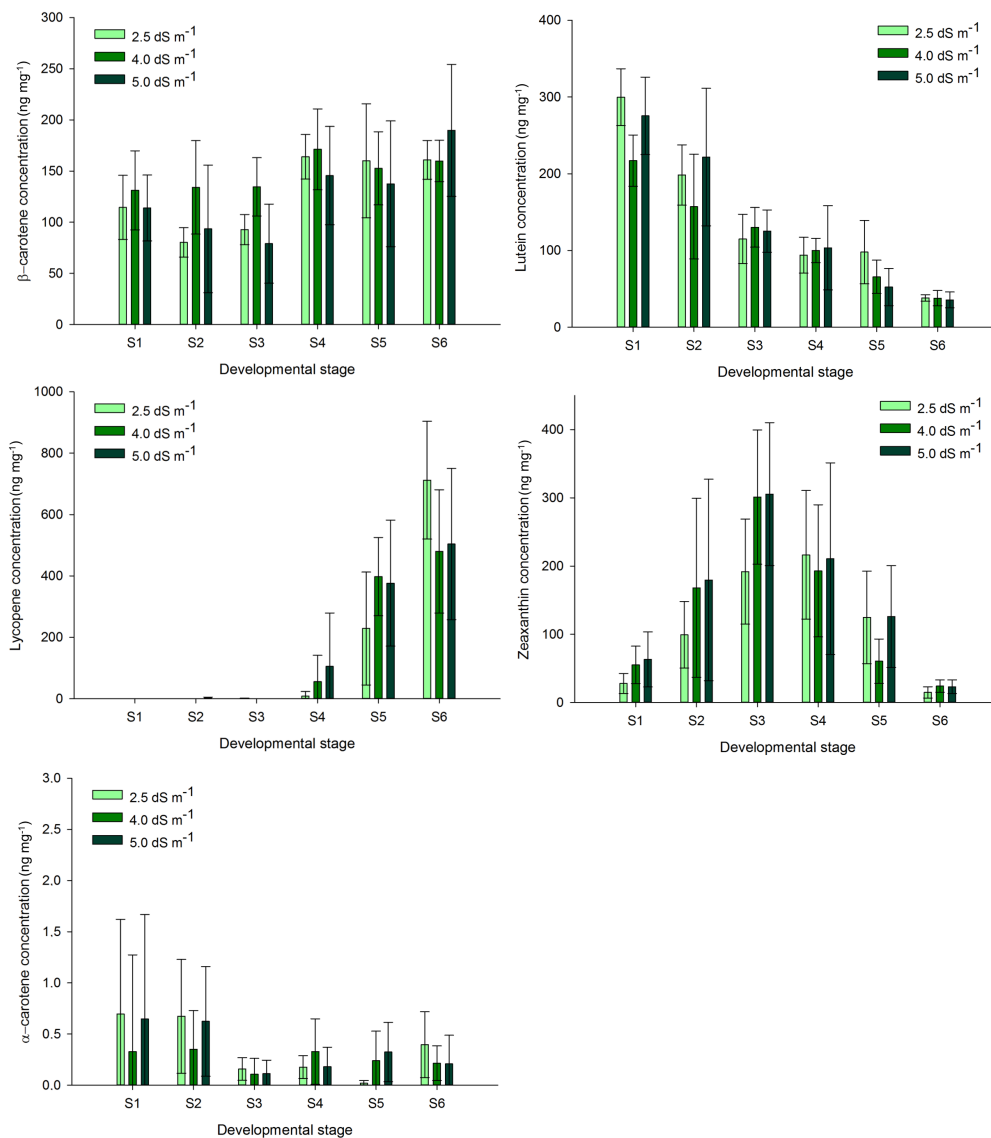 300
250
200
150
100
50
0
β−carotene concentration (ng mg⁻¹)
2.5 dS m⁻¹
4.0 dS m⁻¹
5.0 dS m⁻¹
S1 S2 S3 S4 S5 S6
Developmental stage
400
300
200
100
0
Lutein concentration (ng mg⁻¹)
2.5 dS m⁻¹
4.0 dS m⁻¹
5.0 dS m⁻¹
S1 S2 S3 S4 S5 S6
Developmental stage
1000
800
600
400
200
0
Lycopene concentration (ng mg⁻¹)
2.5 dS m⁻¹
4.0 dS m⁻¹
5.0 dS m⁻¹
S1 S2 S3 S4 S5 S6
Developmental stage
400
300
200
100
0
Zeaxanthin concentration (ng mg⁻¹)
2.5 dS m⁻¹
4.0 dS m⁻¹
5.0 dS m⁻¹
S1 S2 S3 S4 S5 S6
Developmental stage
3.0
2.5
2.0
1.5
1.0
0.5
0.0
α−carotene concentration (ng mg⁻¹)
2.5 dS m⁻¹
4.0 dS m⁻¹
5.0 dS m⁻¹
S1 S2 S3 S4 S5 S6
Developmental stage